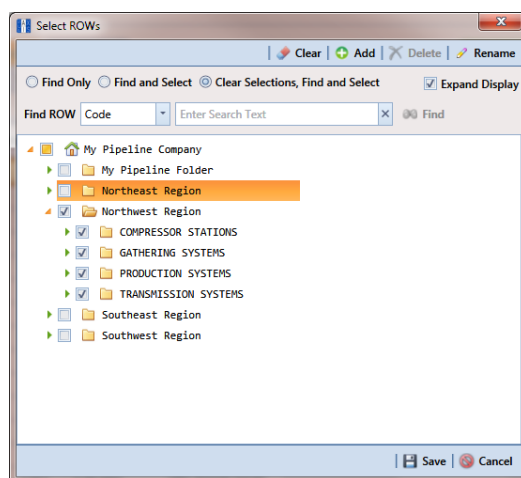 Select ROWs
Clear Add Delete Rename
Find Only Find and Select Clear Selections, Find and Select Expand Display
Find ROW Code Enter Search Text Find
My Pipeline Company
My Pipeline Folder
Northeast Region
Northwest Region
COMPRESSOR STATIONS
GATHERING SYSTEMS
PRODUCTION SYSTEMS
TRANSMISSION SYSTEMS
Southeast Region
Southwest Region
Save Cancel